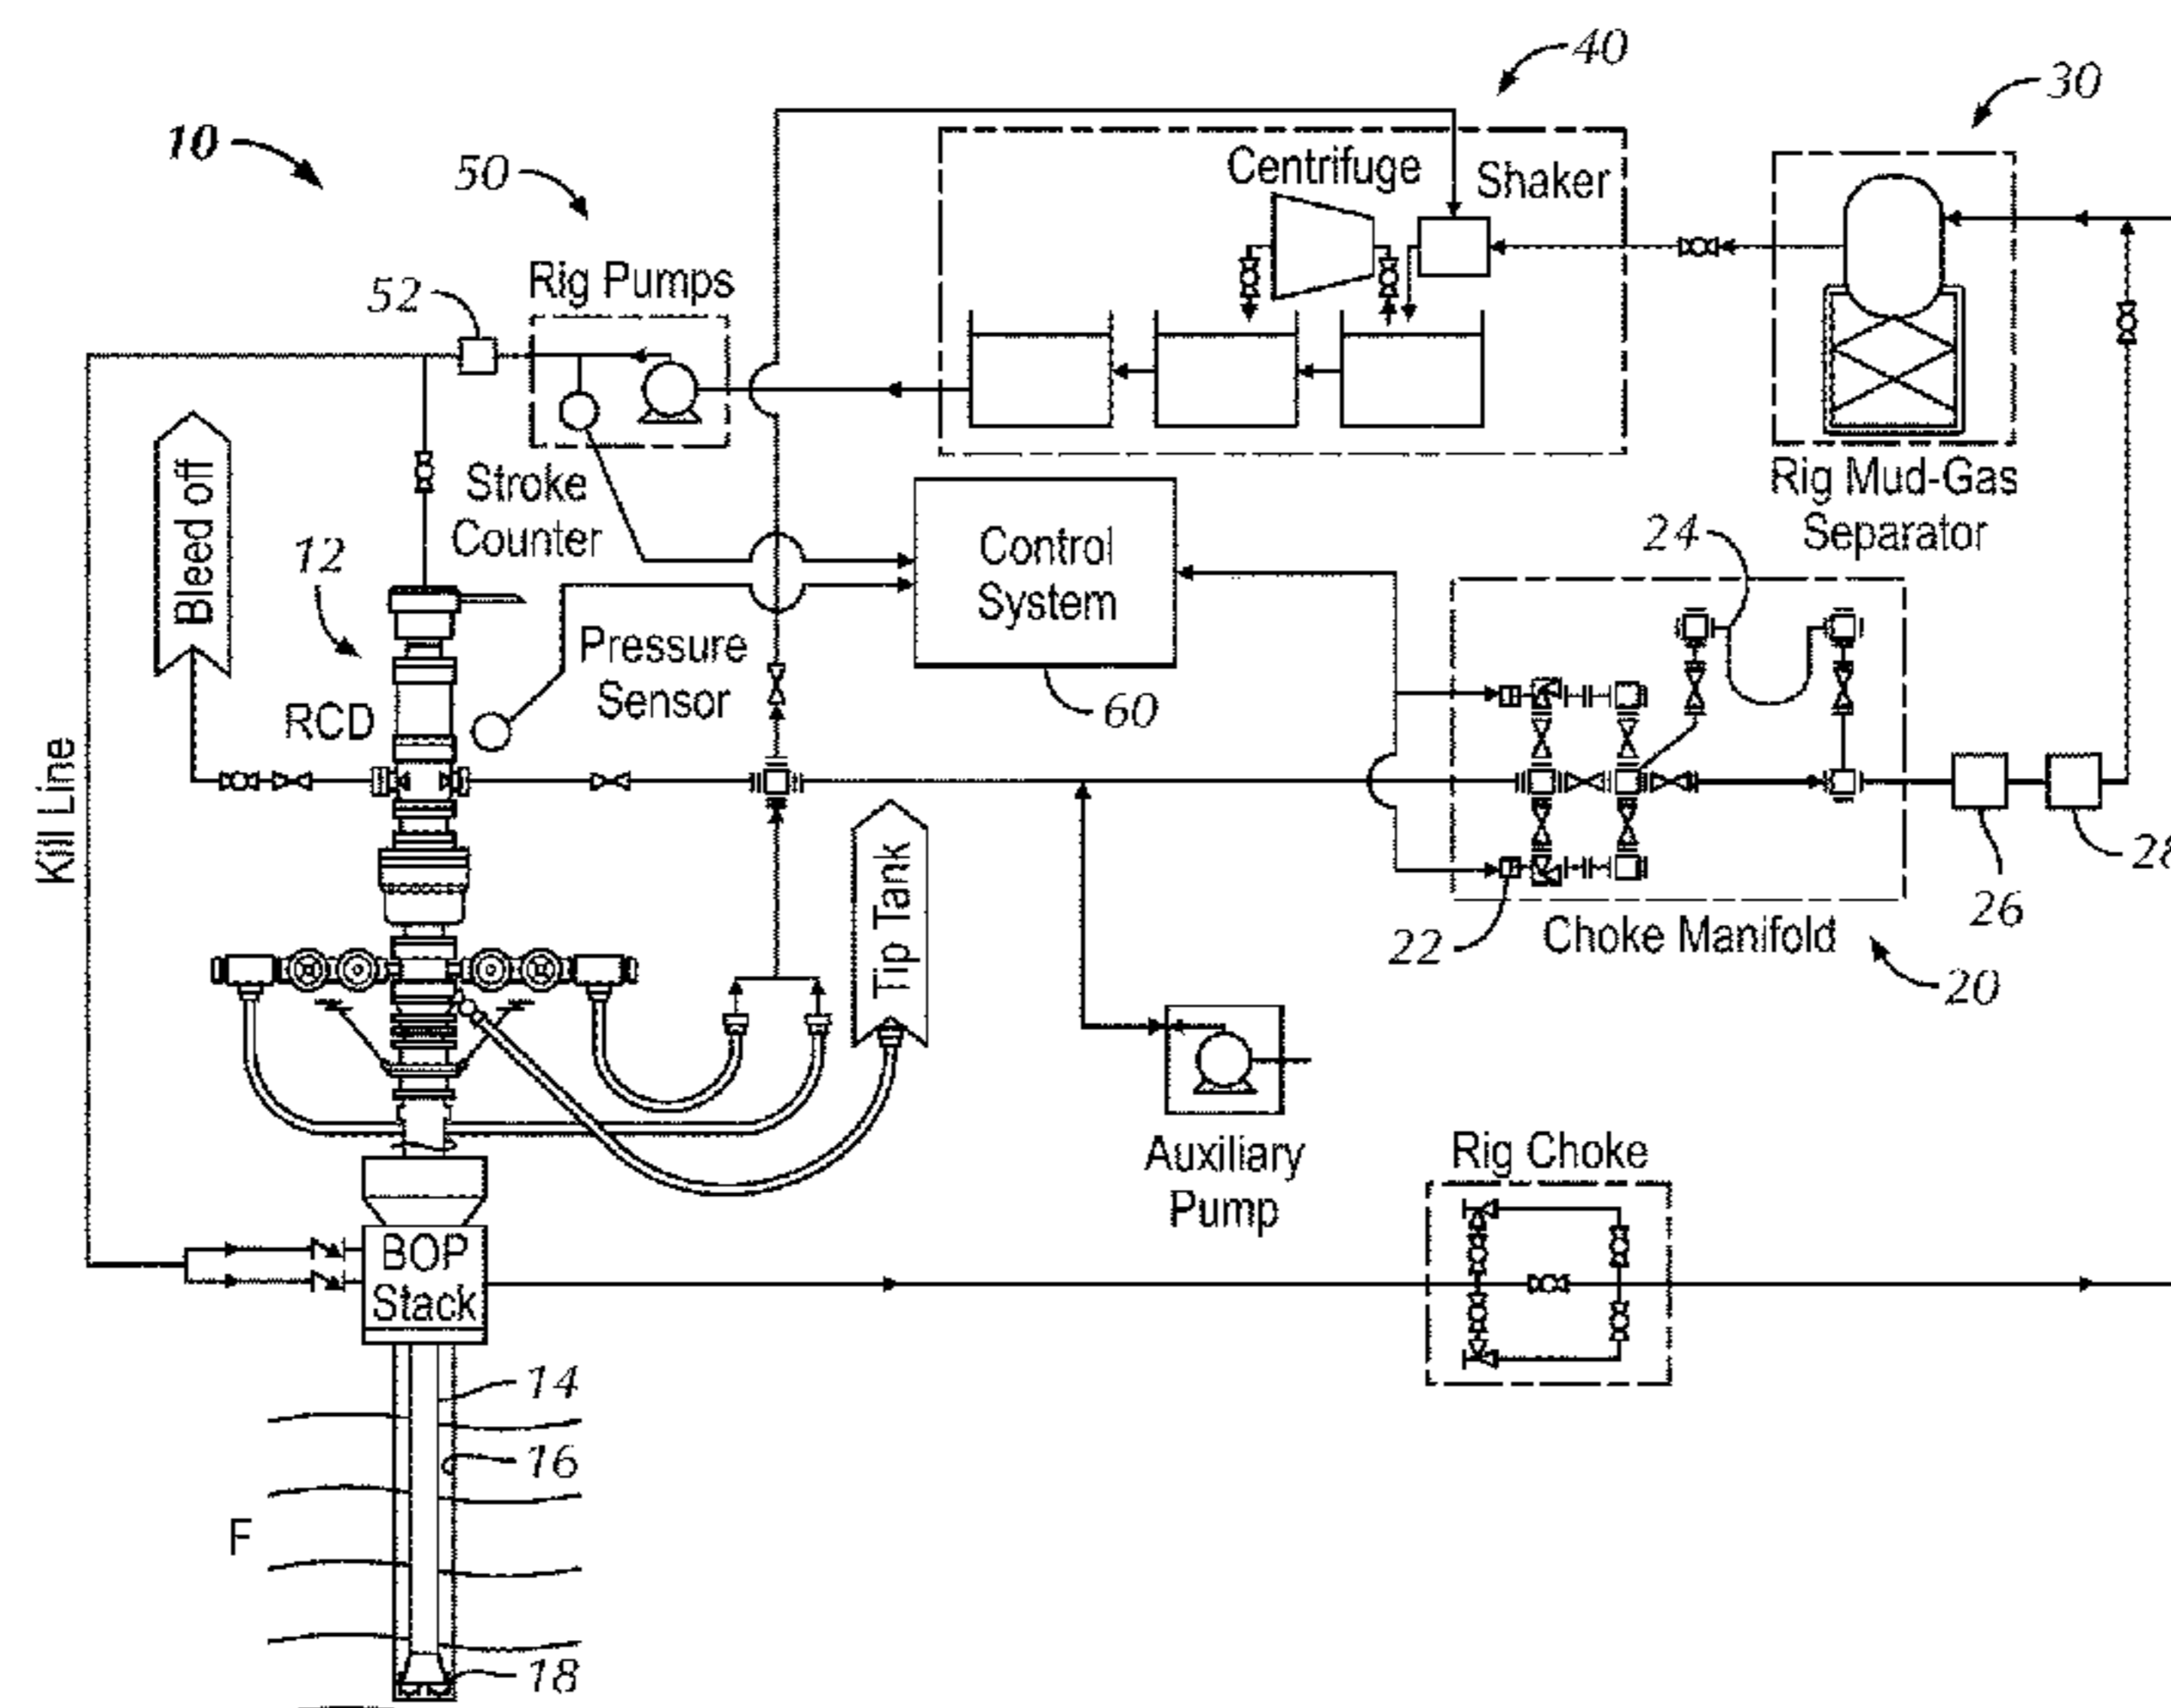 40
30
10
50
Centrifuge
Shaker
Rig Pumps
52
Bleed off
Stroke
Counter
Rig Mud-Gas
Separator
12
Control
System
24
Pressure
Sensor
RCD
60
Kill Line
Tip Tank
22
Choke Manifold
26
28
20
Auxiliary
Pump
Rig Choke
BOP
Stack
14
16
F
18